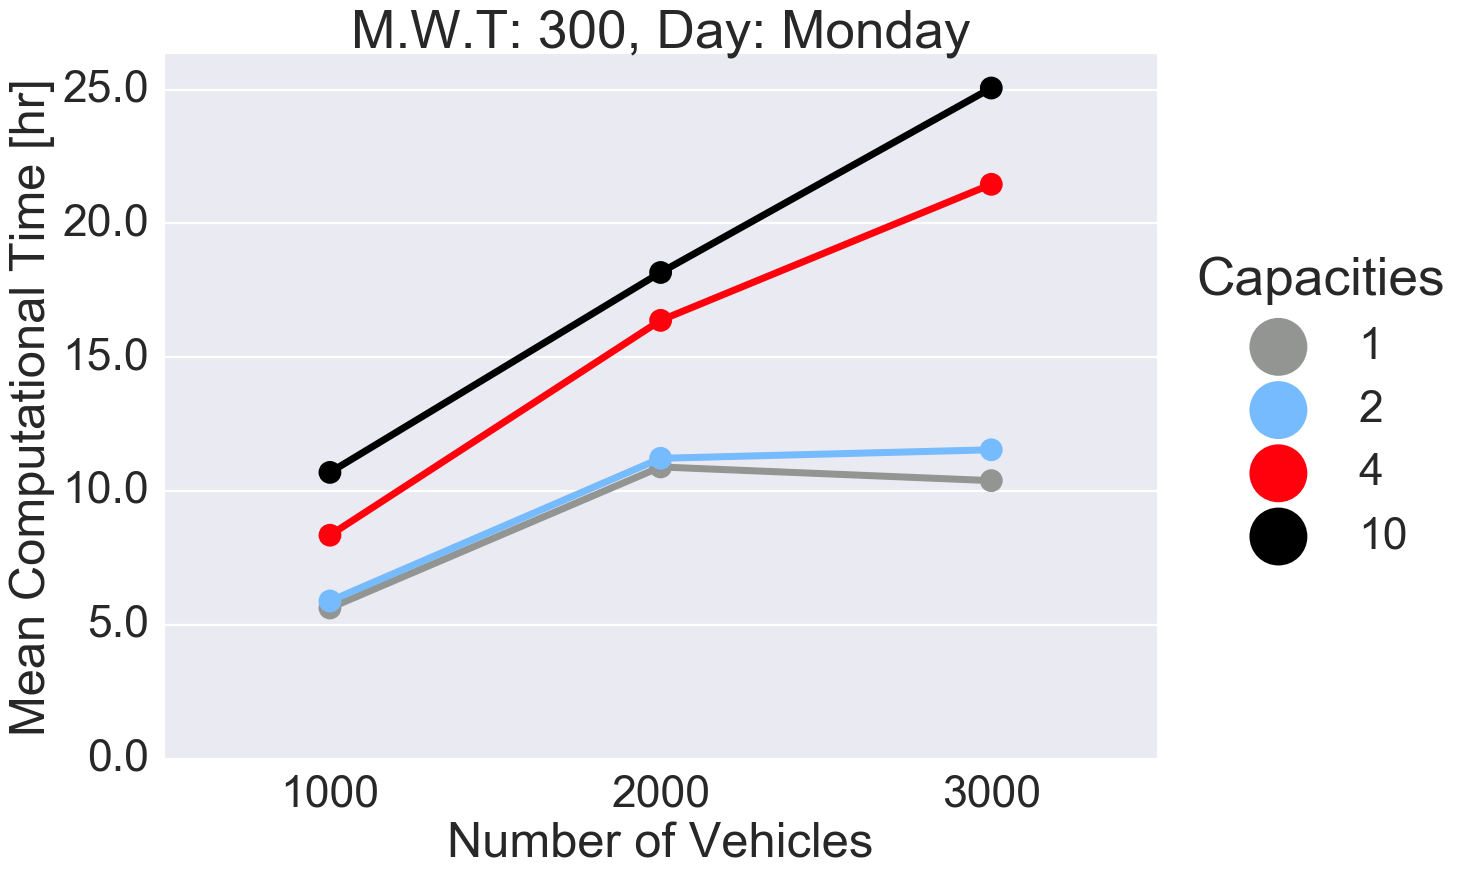 M.W.T: 300, Day: Monday
Mean Computational Time [hr]
25.0
20.0
15.0
10.0
5.0
0.0
1000 2000 3000
Number of Vehicles
Capacities
1
2
4
10